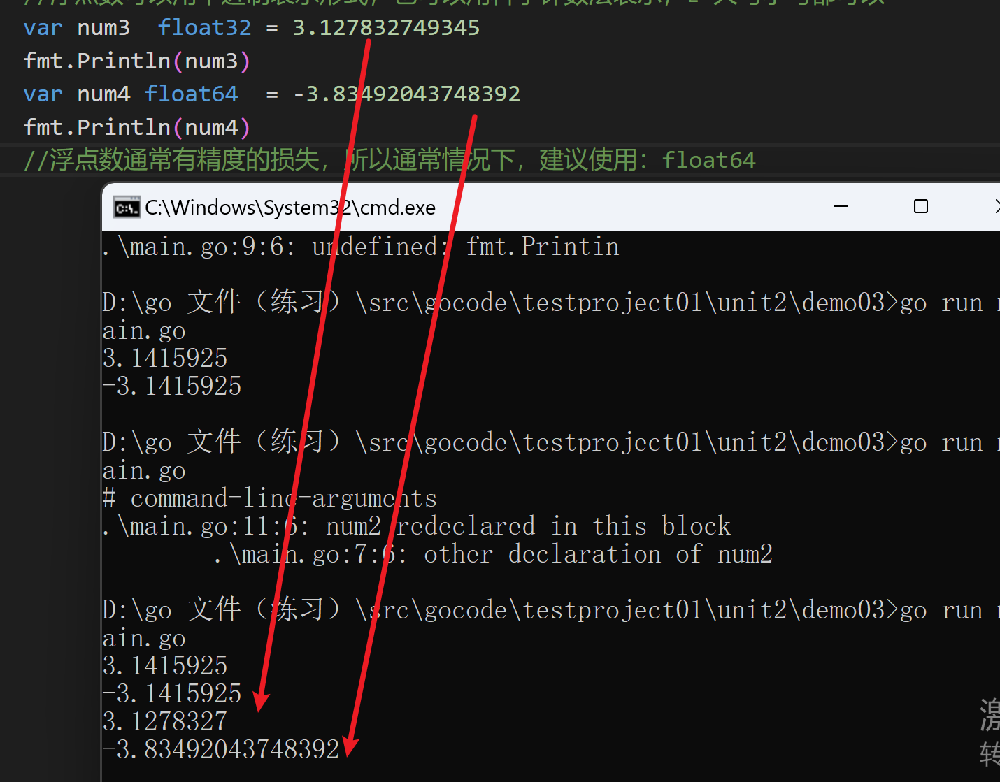 var num3  float32 = 3.127832749345
fmt.Println(num3)
var num4 float64  = -3.83492043748392
fmt.Println(num4)
//浮点数通常有精度的损失，所以通常情况下，建议使用：float64
C:\Windows\System32\cmd.exe
.\main.go:9:6: undefined: fmt.Printin
D:\go 文件（练习）\src\gocode\testproject01\unit2\demo03>go run
ain.go
3.1415925
-3.1415925
D:\go 文件（练习）\src\gocode\testproject01\unit2\demo03>go run
ain.go
# command-line-arguments
.\main.go:11:6: num2 redeclared in this block
        .\main.go:7:6: other declaration of num2
D:\go 文件（练习）\src\gocode\testproject01\unit2\demo03>go run
ain.go
3.1415925
-3.1415925
3.1278327
-3.83492043748392
转